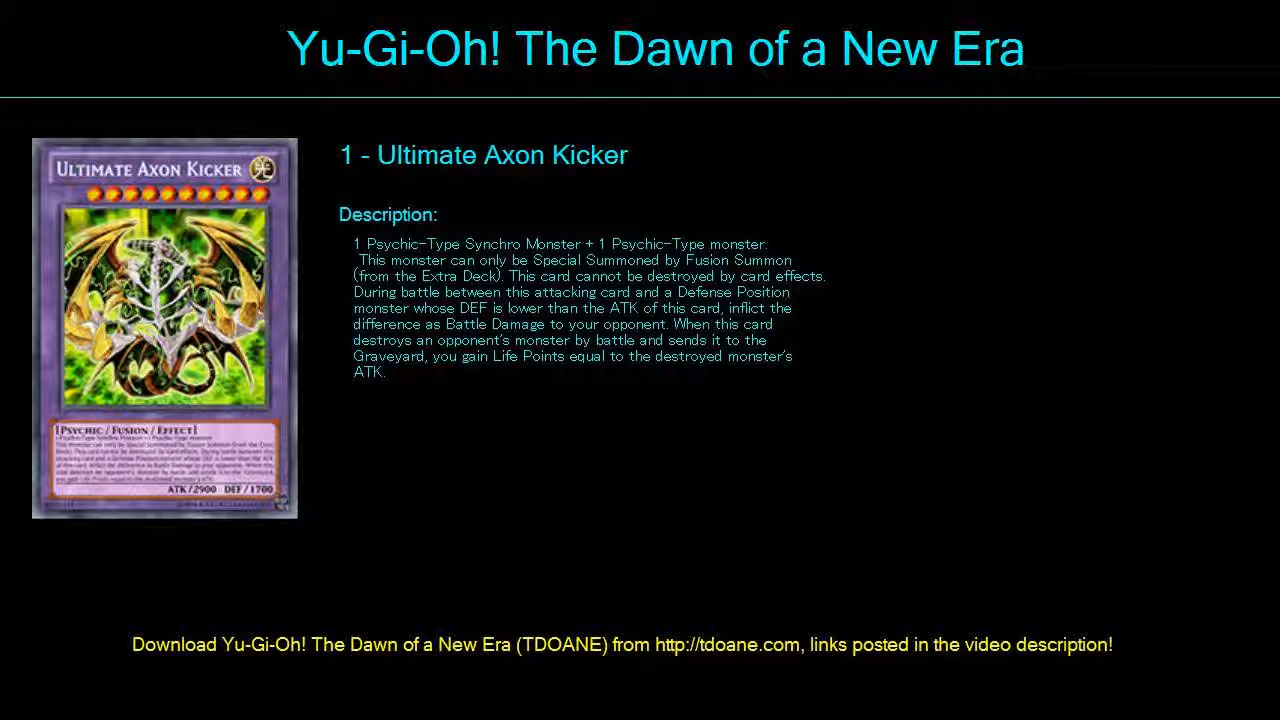 Yu-Gi-Oh! The Dawn of a New Era
ULTIMATE AXON KICKER
光
1 - Ultimate Axon Kicker
Description:
1 Psychic-Type Synchro Monster + 1 Psychic-Type monster.
This monster can only be Special Summoned by Fusion Summon
(from the Extra Deck). This card cannot be destroyed by card effects.
During battle between this attacking card and a Defense Position
monster whose DEF is lower than the ATK of this card, inflict the
difference as Battle Damage to your opponent. When this card
destroys an opponent's monster by battle and sends it to the
Graveyard, you gain Life Points equal to the destroyed monster's
ATK.
[PSYCHIC / FUSION / EFFECT]
ATK/2900 DEF/1700
Download Yu-Gi-Oh! The Dawn of a New Era (TDOANE) from http://tdoane.com, links posted in the video description!